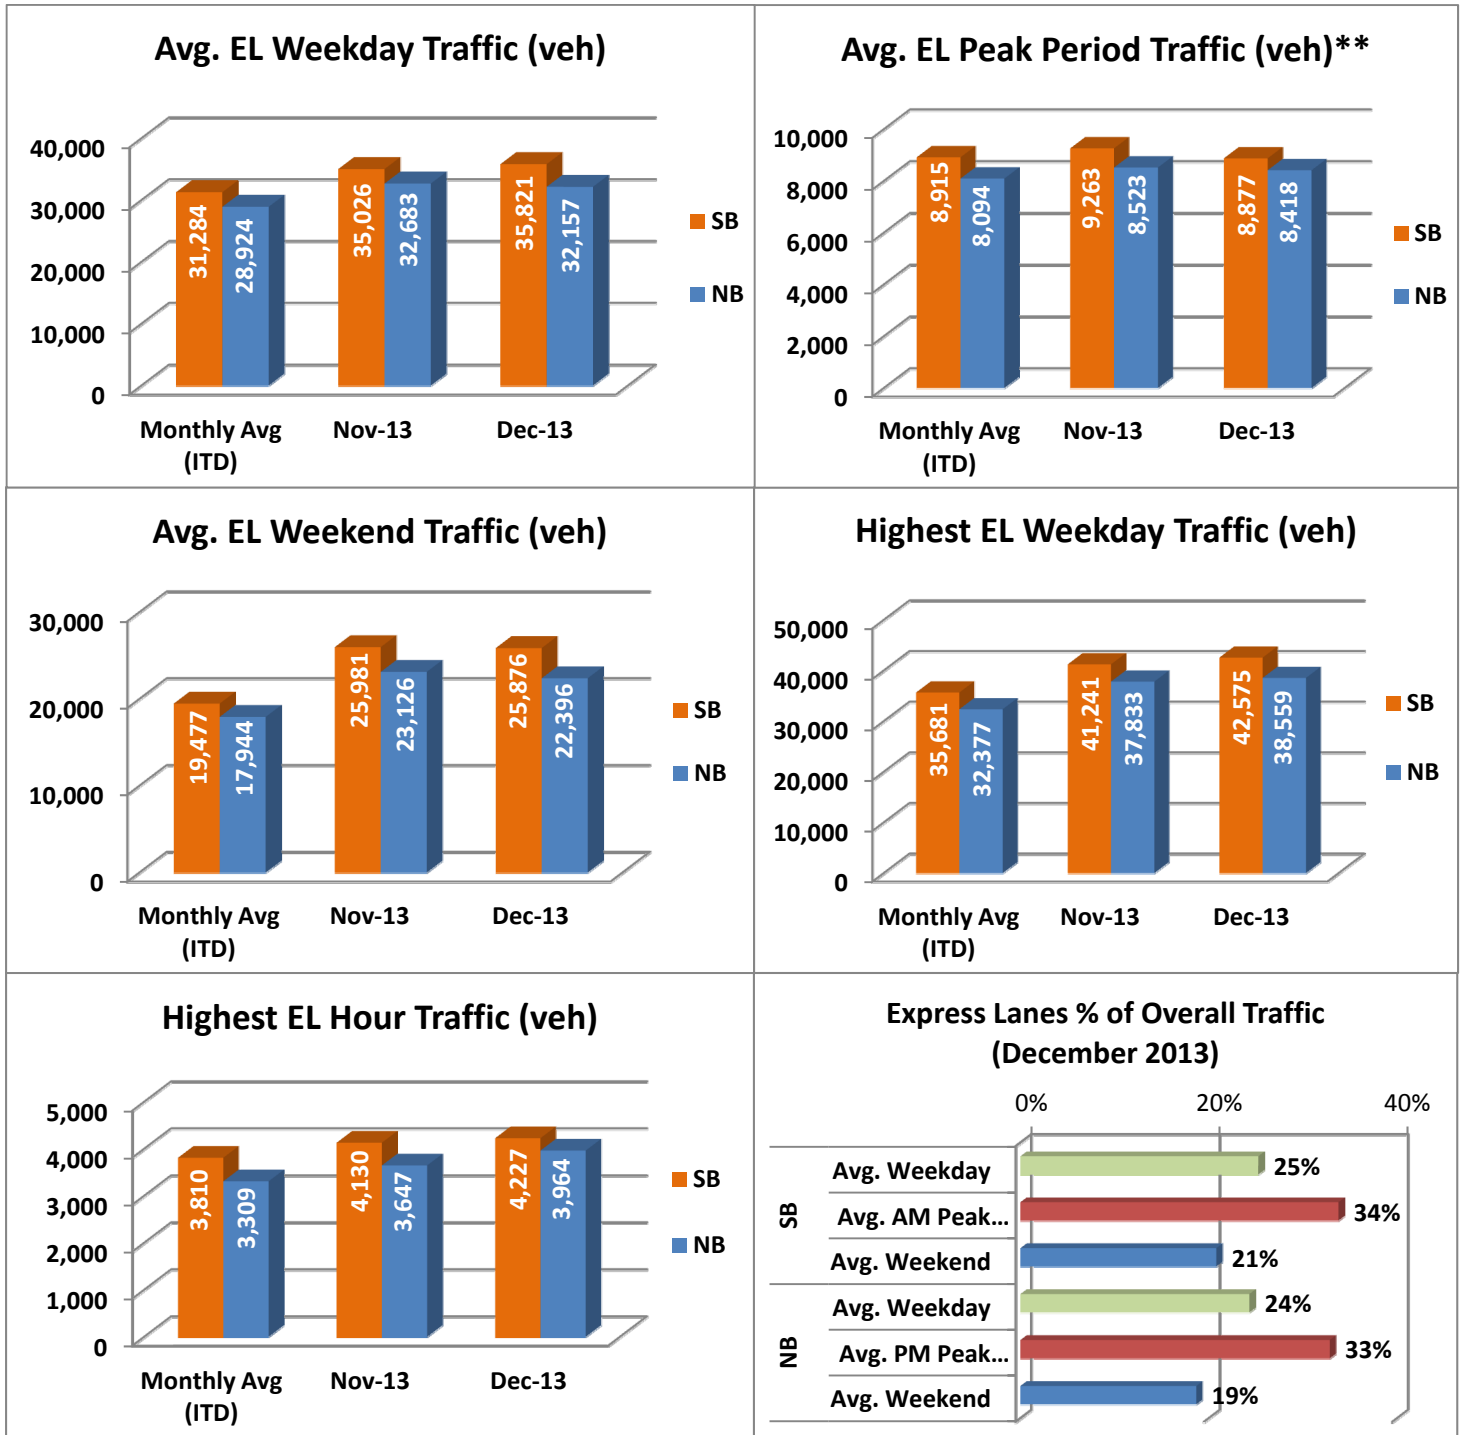 Avg. EL Weekday Traffic (veh)
40,000
30,000
20,000
10,000
0
31,284
28,924
35,026
32,683
35,821
32,157
SB
NB
Monthly Avg (ITD)
Nov-13
Dec-13
Avg. EL Peak Period Traffic (veh)**
10,000
8,000
6,000
4,000
2,000
0
8,915
8,094
9,263
8,523
8,877
8,418
SB
NB
Monthly Avg (ITD)
Nov-13
Dec-13
Avg. EL Weekend Traffic (veh)
30,000
20,000
10,000
0
19,477
17,944
25,981
23,126
25,876
22,396
SB
NB
Monthly Avg (ITD)
Nov-13
Dec-13
Highest EL Weekday Traffic (veh)
50,000
40,000
30,000
20,000
10,000
0
35,681
32,377
41,241
37,833
42,575
38,559
SB
NB
Monthly Avg (ITD)
Nov-13
Dec-13
Highest EL Hour Traffic (veh)
5,000
4,000
3,000
2,000
1,000
0
3,810
3,309
4,130
3,647
4,227
3,964
SB
NB
Monthly Avg (ITD)
Nov-13
Dec-13
Express Lanes % of Overall Traffic
(December 2013)
0% 20% 40%
SB
Avg. Weekday 25%
Avg. AM Peak... 34%
Avg. Weekend 21%
NB
Avg. Weekday 24%
Avg. PM Peak... 33%
Avg. Weekend 19%